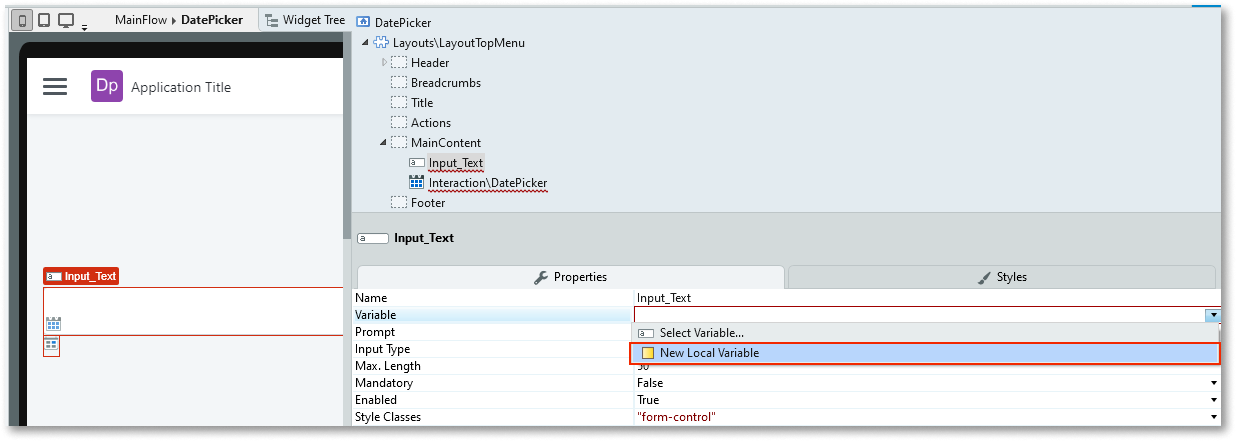 MainFlow DatePicker
Widget Tree
Dp Application Title
a Input_Text
DatePicker
Layouts\LayoutTopMenu
Header
Breadcrumbs
Title
Actions
MainContent
a Input_Text
Interaction\DatePicker
Footer
a Input_Text
Properties
Styles
Name Input_Text
Variable
Prompt
a Select Variable...
Input Type
New Local Variable
Max. Length 50
Mandatory False
Enabled True
Style Classes "form-control"